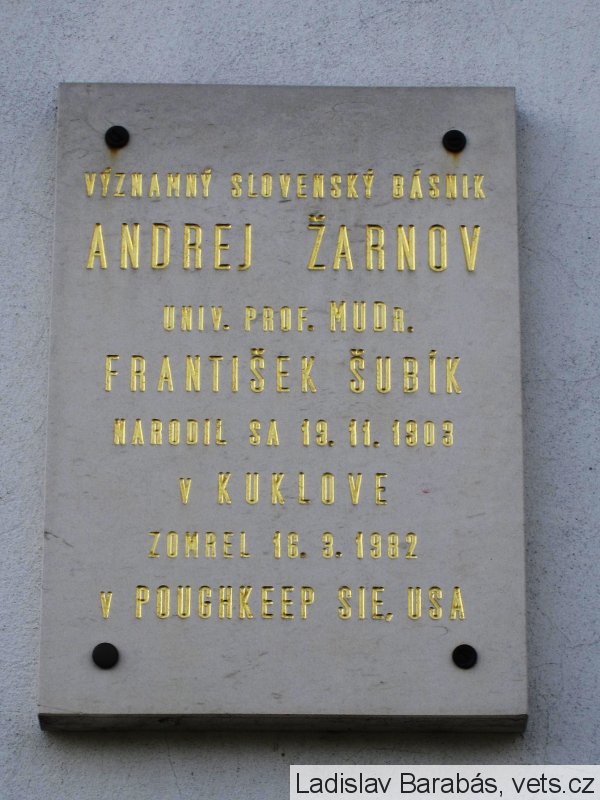 VÝZNAMNÝ SLOVENSKÝ BÁSNIK
ANDREJ ŽARNOV
UNIV. PROF. MUDR.
FRANTIŠEK ŠUBÍK
NARODIL SA 19. 11. 1903
V KUKLOVE
ZOMREL 16. 3. 1982
V POUGHKEEP SIE, USA
Ladislav Barabás, vets.cz